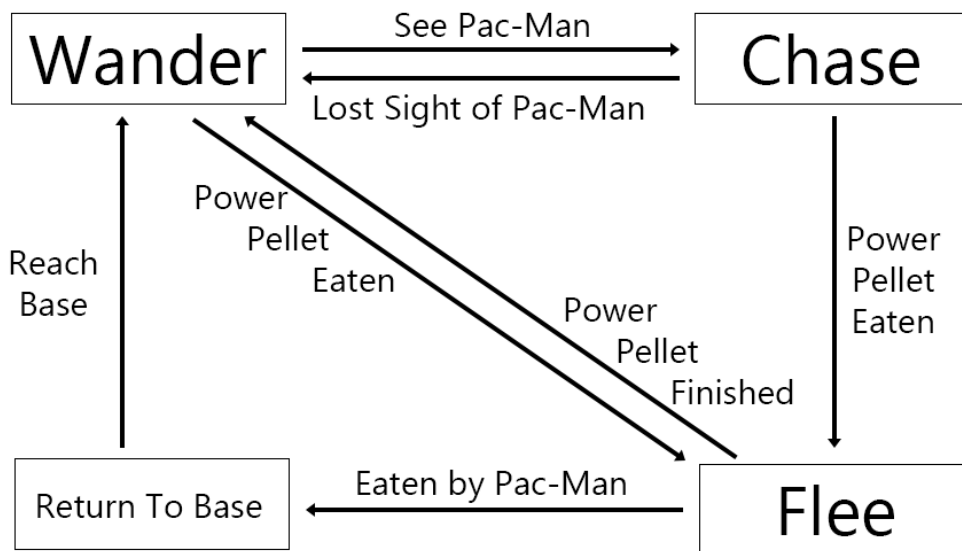 Wander
See Pac-Man
Chase
Lost Sight of Pac-Man
Power
Pellet
Eaten
Reach
Base
Power
Pellet
Finished
Power
Pellet
Eaten
Return To Base
Eaten by Pac-Man
Flee